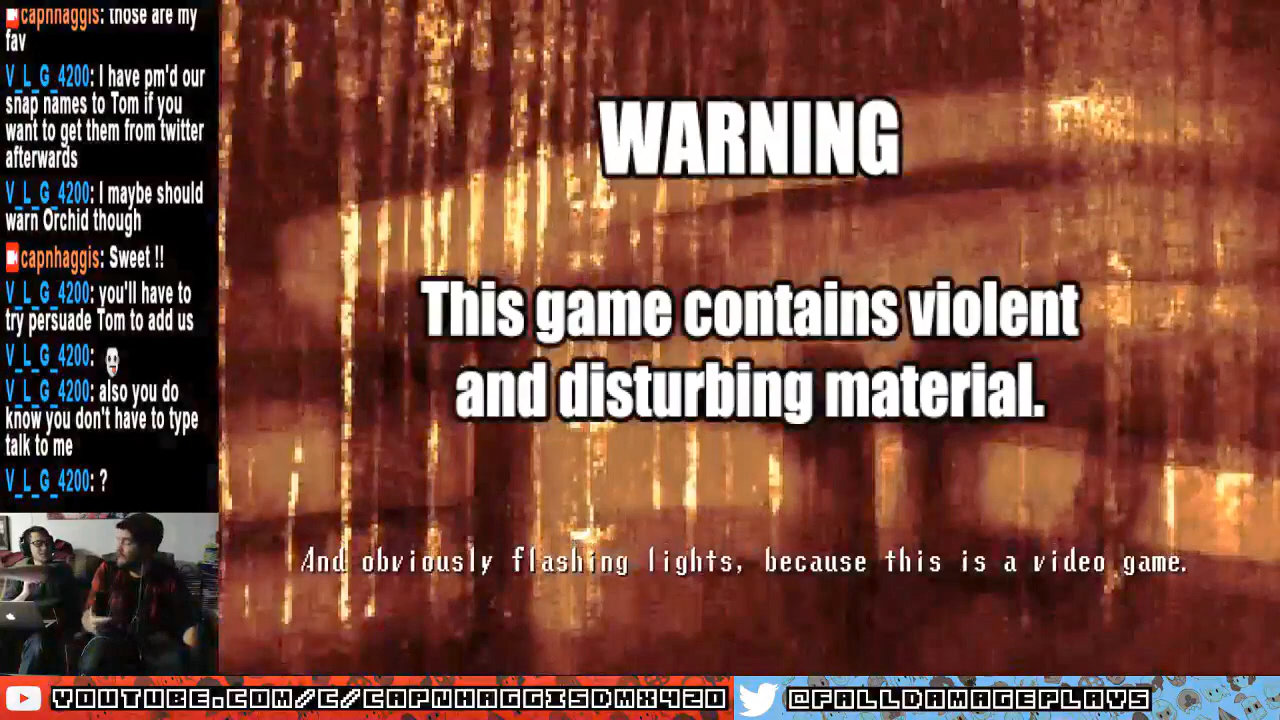 capnhaggis: those are my
fav
V_L_G_4200: I have pm'd our
snap names to Tom if you
want to get them from twitter
afterwards
V_L_G_4200: I maybe should
warn Orchid though
capnhaggis: Sweet !!
V_L_G_4200: you'll have to
try persuade Tom to add us
V_L_G_4200:
V_L_G_4200: also you do
know you don't have to type
talk to me
V_L_G_4200: ?
WARNING
This game contains violent
and disturbing material.
And obviously flashing lights, because this is a video game.
YOUTUBE.COM/C/CAPNHAGGISDMX420
@FALLDAMAGEPLAYS